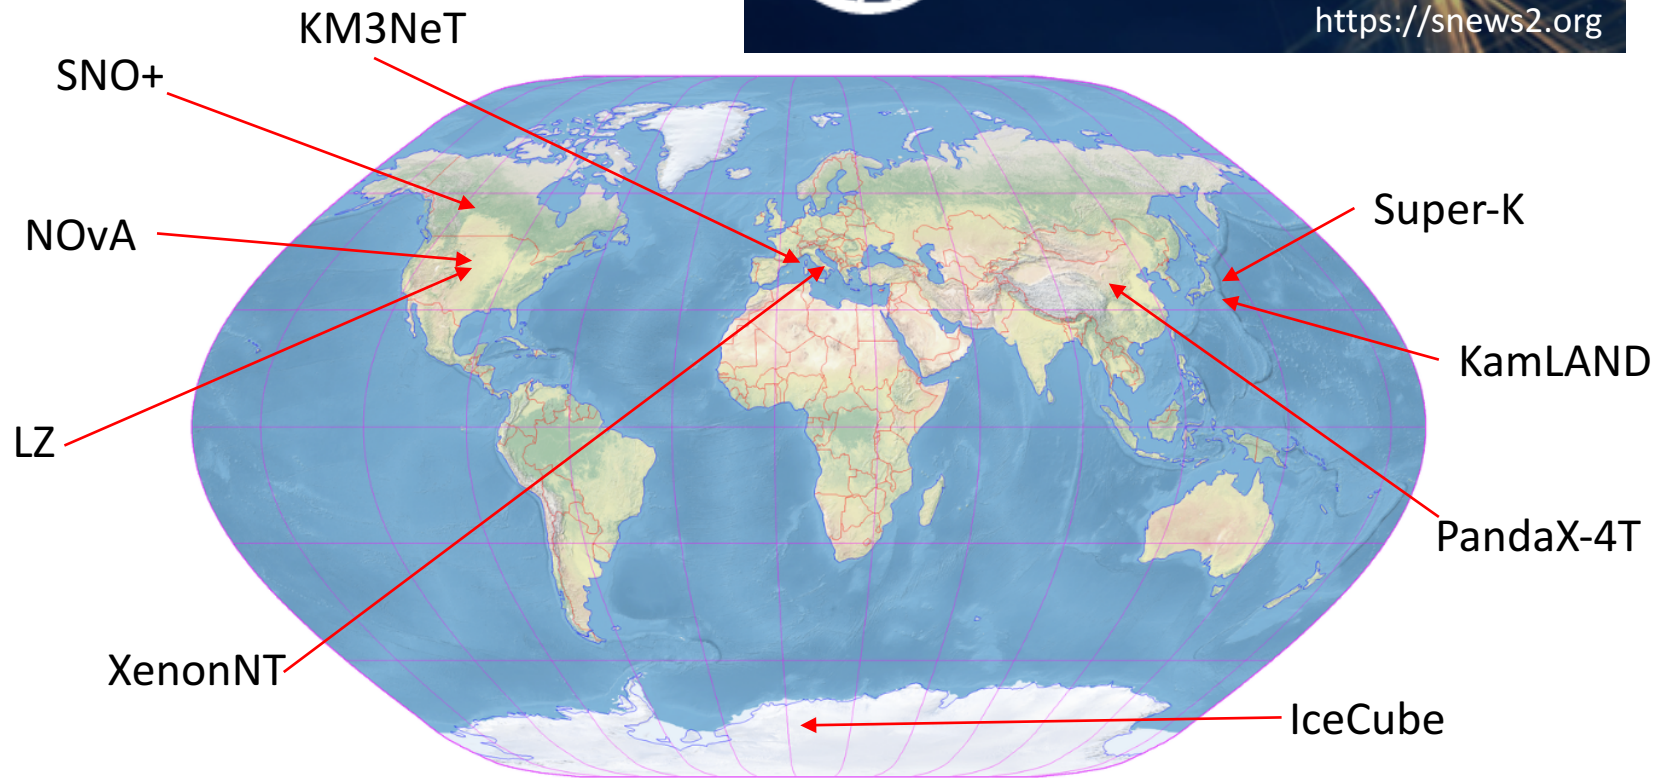 KM3NeT
https://snews2.org
SNO+
Super-K
NOvA
KamLAND
LZ
PandaX-4T
XenonNT
IceCube